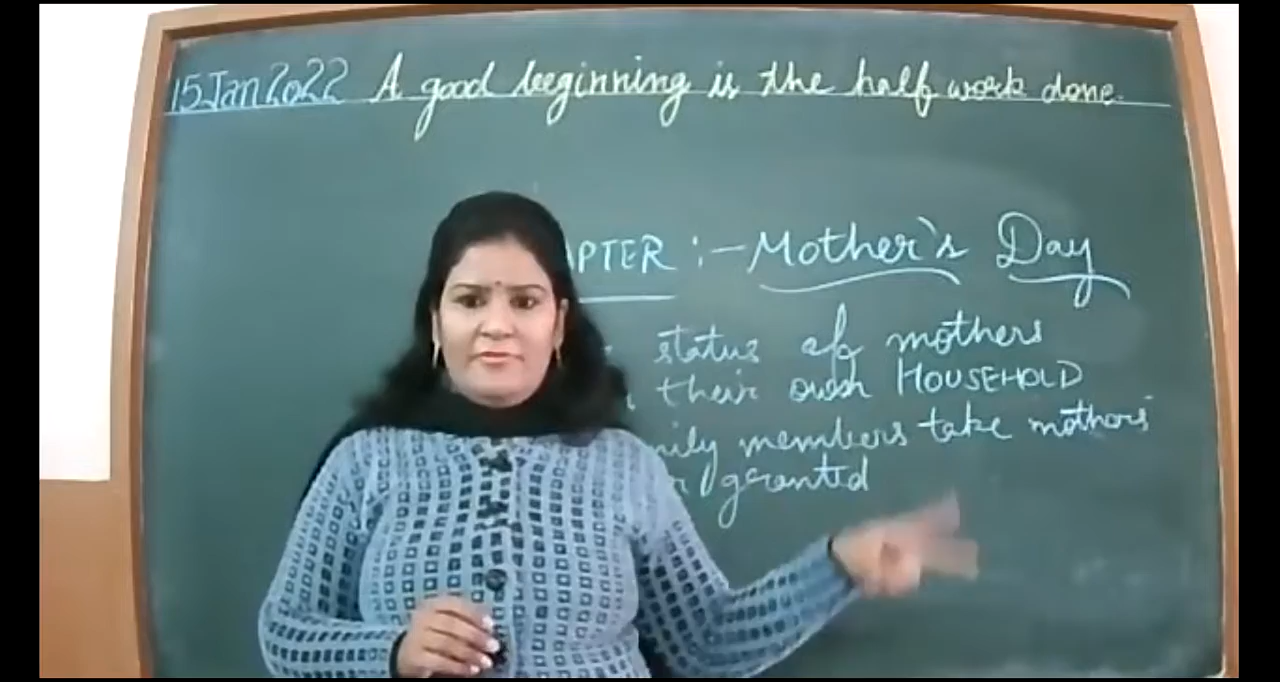 15 Jan 2022 A good beginning is the half work done.
APTER :- Mother's Day
status of mothers
their own HOUSEHOLD
mily members take mothers'
r granted